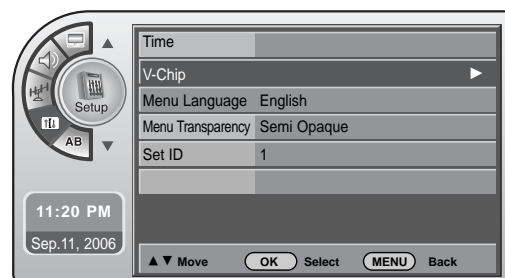 Time
V-Chip ►
Menu Language English
Menu Transparency Semi Opaque
Set ID 1
Setup
AB
11:20 PM
Sep.11, 2006
▲ ▼ Move OK Select MENU Back